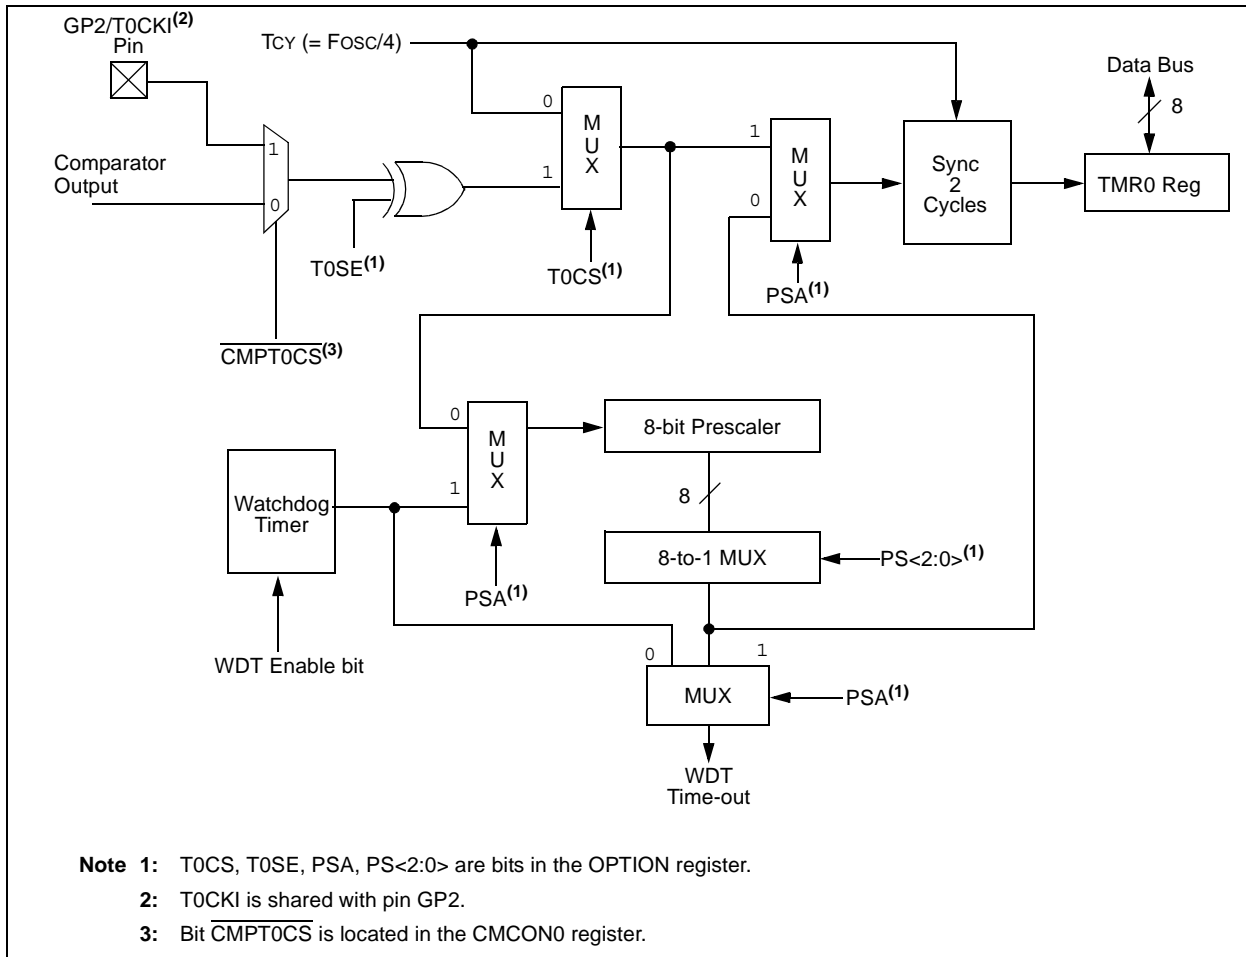 GP2/T0CKI(2)
Pin
TCY (= FOSC/4)
Data Bus
8
0
M
U
X
1
T0CS(1)
1
M
U
X
0
PSA(1)
Sync
2
Cycles
TMR0 Reg
Comparator
Output
1
0
T0SE(1)
CMPT0CS(3)
0
M
U
X
1
PSA(1)
8-bit Prescaler
8
Watchdog
Timer
8-to-1 MUX
PS<2:0>(1)
WDT Enable bit
0
1
MUX
PSA(1)
WDT
Time-out
Note 1: T0CS, T0SE, PSA, PS<2:0> are bits in the OPTION register.
2: T0CKI is shared with pin GP2.
3: Bit CMPT0CS is located in the CMCON0 register.